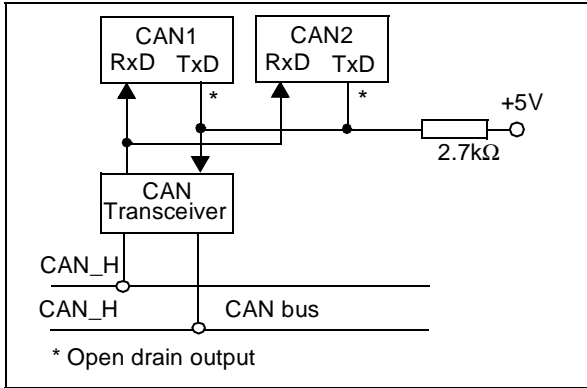 CAN1
RxD TxD
*
CAN2
RxD TxD
*
+5V
2.7kΩ
CAN
Transceiver
CAN_H
CAN_H CAN bus
* Open drain output